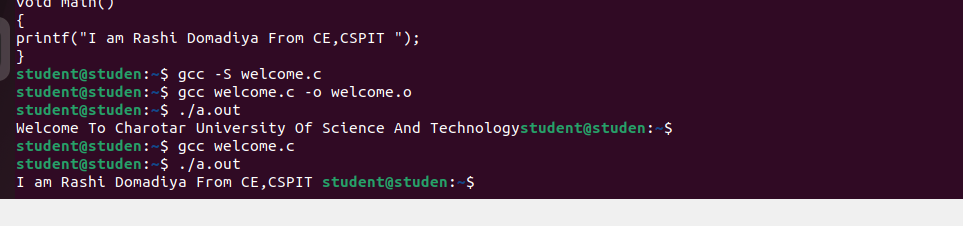 void main()
{
printf("I am Rashi Domadiya From CE,CSPIT ");
}
student@studen:~$ gcc -S welcome.c
student@studen:~$ gcc welcome.c -o welcome.o
student@studen:~$ ./a.out
Welcome To Charotar University Of Science And Technologystudent@studen:~$
student@studen:~$ gcc welcome.c
student@studen:~$ ./a.out
I am Rashi Domadiya From CE,CSPIT student@studen:~$